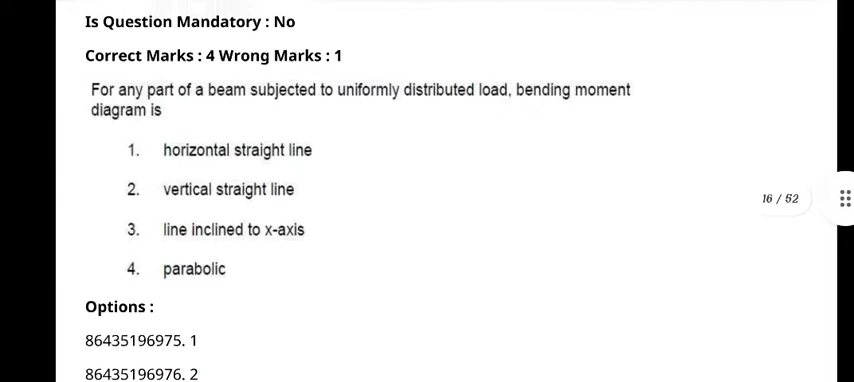 Is Question Mandatory : No
Correct Marks : 4 Wrong Marks : 1
For any part of a beam subjected to uniformly distributed load, bending moment
diagram is
1. horizontal straight line
2. vertical straight line
16 / 52
3. line inclined to x-axis
4. parabolic
Options :
86435196975. 1
86435196976. 2